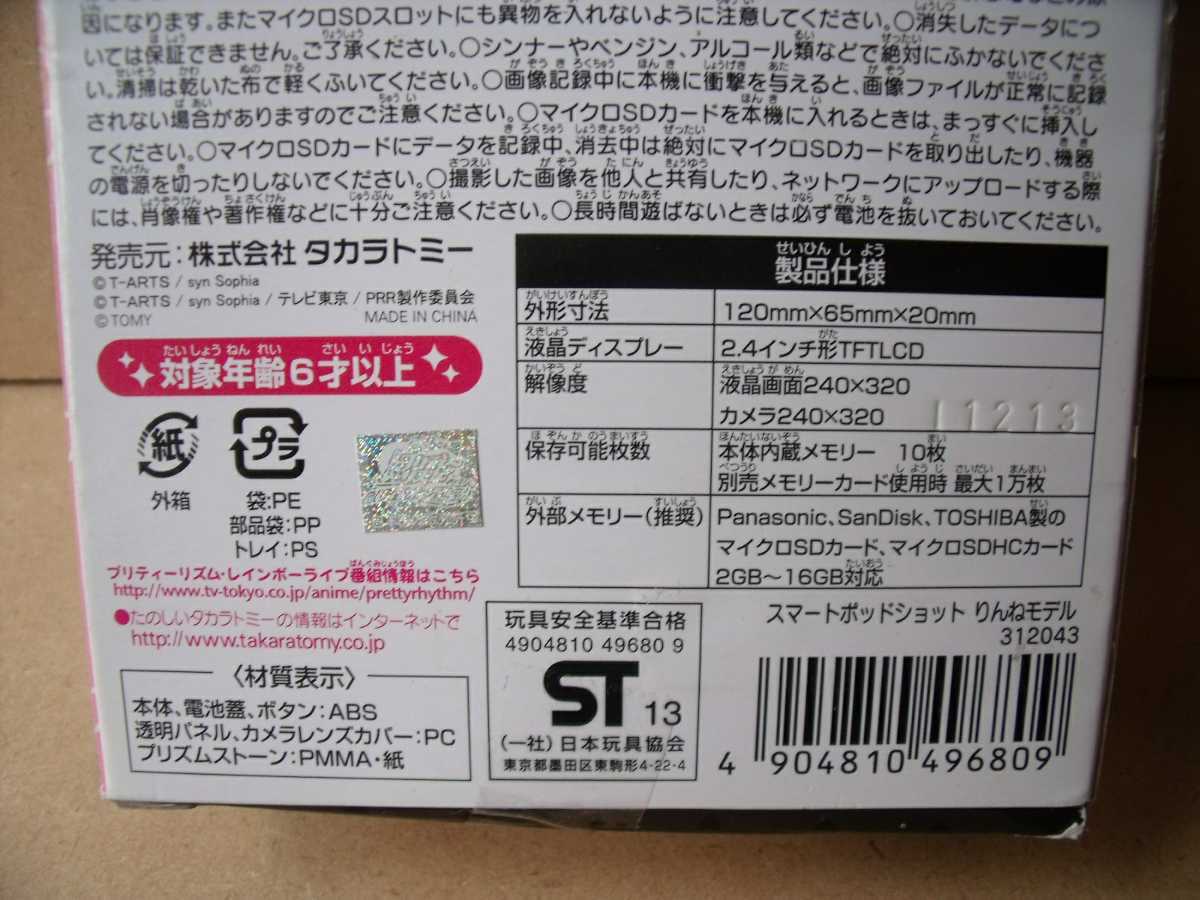 因になります。またマイクロSDスロットにも異物を入れないように注意してください。○消失したデータにつ
いては保証できません。ご了承ください。○シンナーやベンジン、アルコール類などで絶対にふかないでくださ
い。清掃は乾いた布で軽くふいてください。○画像記録中に本機に衝撃を与えると、画像ファイルが正常に記録
されない場合がありますのでご注意ください。○マイクロSDカードを本機に入れるときは、まっすぐに挿入し
てください。○マイクロSDカードにデータを記録中、消去中は絶対にマイクロSDカードを取り出したり、機器
の電源を切ったりしないでください。○撮影した画像を他人と共有したり、ネットワークにアップロードする際
には、肖像権や著作権などに十分ご注意ください。○長時間遊ばないときは必ず電池を抜いておいてください。
発売元：株式会社 タカラトミー
©T-ARTS / syn Sophia
©T-ARTS / syn Sophia / テレビ東京 / PRR製作委員会
©TOMY MADE IN CHINA
対象年齢6才以上
紙 プラ
外箱 袋:PE
部品袋:PP
トレイ:PS
プリティーリズム・レインボーライブ番組情報はこちら
http://www.tv-tokyo.co.jp/anime/prettyrhythm/
●たのしいタカラトミーの情報はインターネットで
http://www.takaratomy.co.jp
〈材質表示〉
本体、電池蓋、ボタン:ABS
透明パネル、カメラレンズカバー:PC
プリズムストーン:PMMA・紙
製品仕様
外形寸法 120mm×65mm×20mm
液晶ディスプレー 2.4インチ形TFTLCD
解像度 液晶画面240×320
カメラ240×320
11213
保存可能枚数 本体内蔵メモリー 10枚
別売メモリーカード使用時 最大1万枚
外部メモリー(推奨) Panasonic、SanDisk、TOSHIBA製の
マイクロSDカード、マイクロSDHCカード
2GB〜16GB対応
玩具安全基準合格
4904810 49680 9
ST 13
(一社)日本玩具協会
東京都墨田区東駒形4-22-4
スマートポッドショット りんねモデル
312043
4 904810 496809